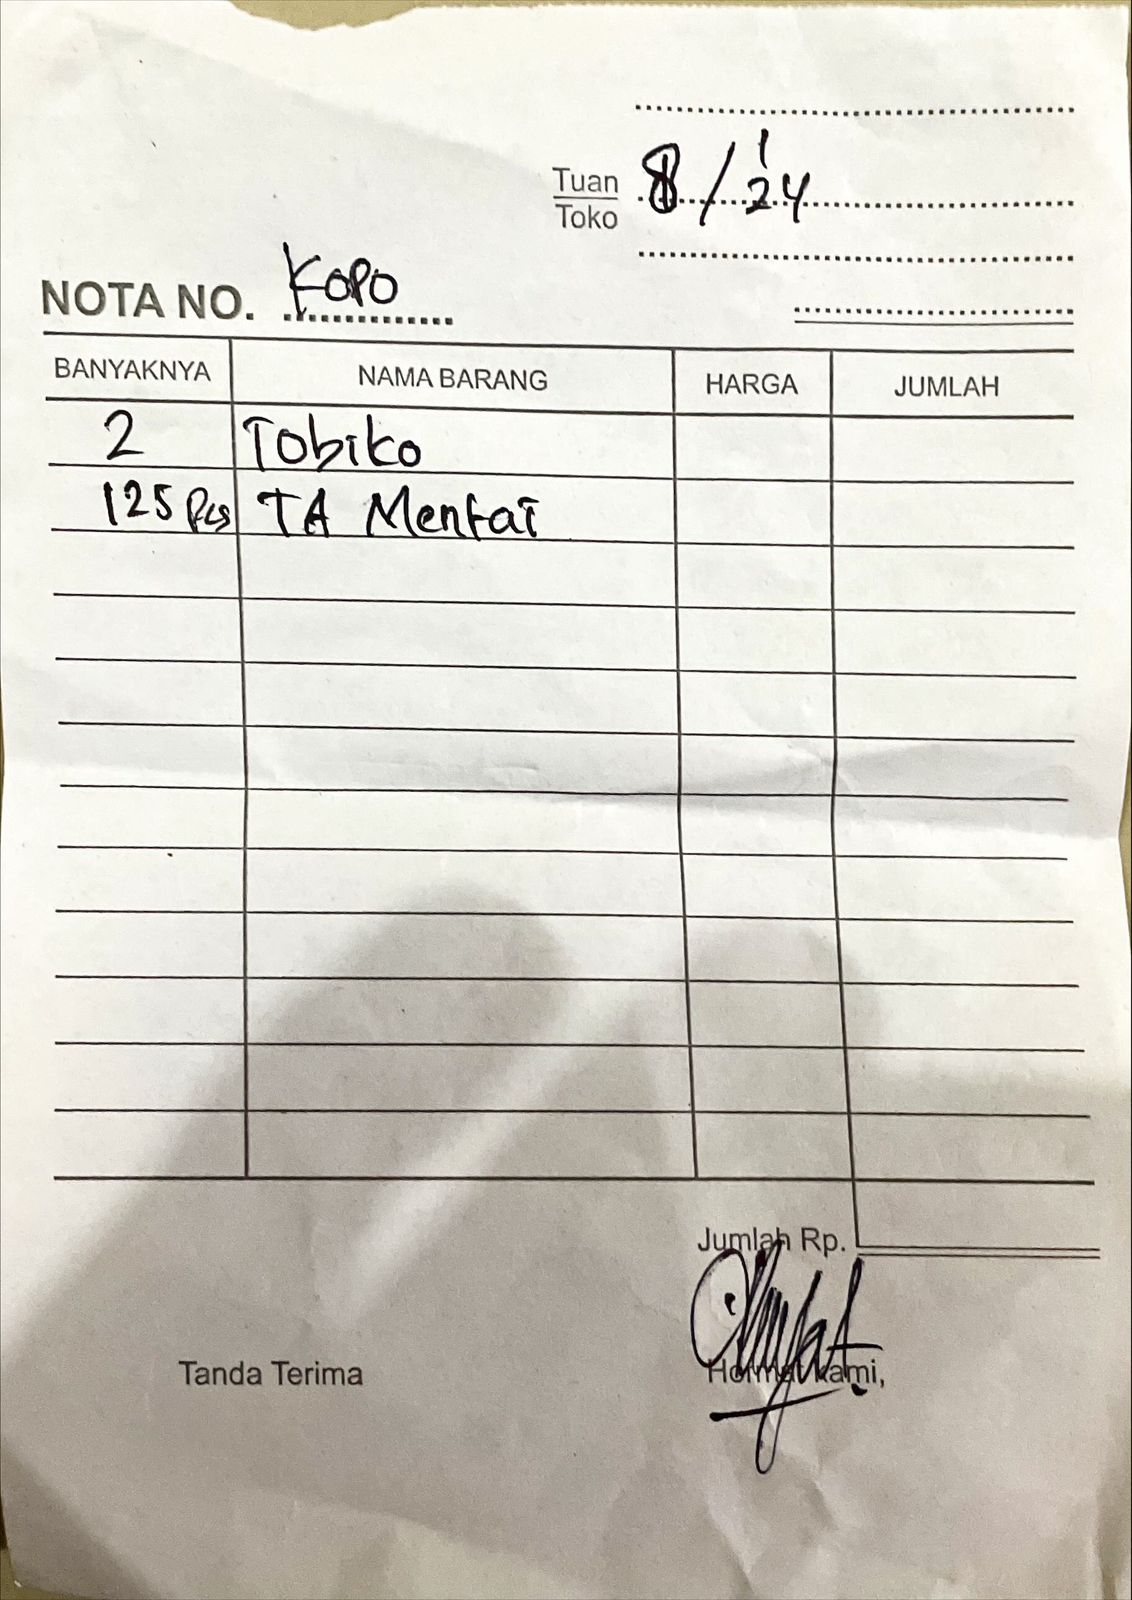 Tuan
Toko
8/1 24
NOTA NO. KOPO
BANYAKNYA NAMA BARANG HARGA JUMLAH
2 Tobiko
125 Pcs TA Mentai
Jumlah Rp.
Tanda Terima Hormat kami,